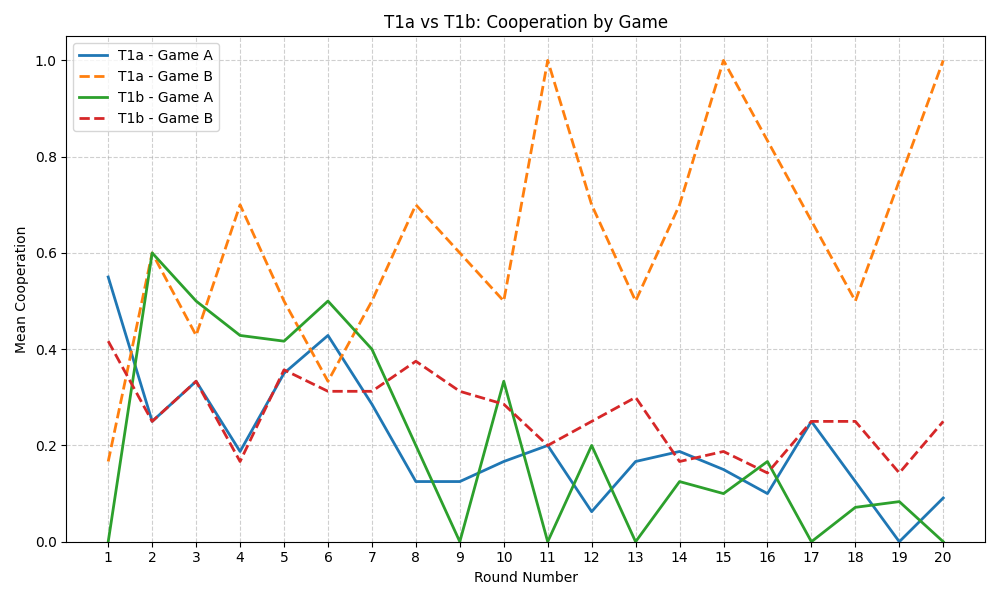 T1a vs T1b: Cooperation by Game
T1a - Game A
T1a - Game B
T1b - Game A
T1b - Game B
Mean Cooperation
1.0
0.8
0.6
0.4
0.2
0.0
1 2 3 4 5 6 7 8 9 10 11 12 13 14 15 16 17 18 19 20
Round Number